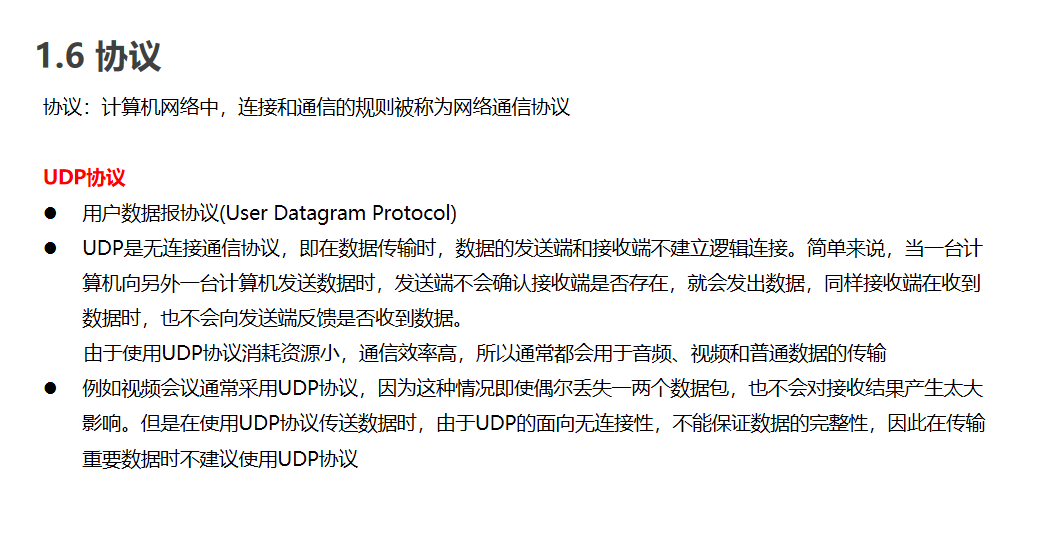 1.6 协议
协议：计算机网络中，连接和通信的规则被称为网络通信协议
UDP协议
● 用户数据报协议(User Datagram Protocol)
● UDP是无连接通信协议，即在数据传输时，数据的发送端和接收端不建立逻辑连接。简单来说，当一台计
算机向另外一台计算机发送数据时，发送端不会确认接收端是否存在，就会发出数据，同样接收端在收到
数据时，也不会向发送端反馈是否收到数据。
由于使用UDP协议消耗资源小，通信效率高，所以通常都会用于音频、视频和普通数据的传输
● 例如视频会议通常采用UDP协议，因为这种情况即使偶尔丢失一两个数据包，也不会对接收结果产生太大
影响。但是在使用UDP协议传送数据时，由于UDP的面向无连接性，不能保证数据的完整性，因此在传输
重要数据时不建议使用UDP协议